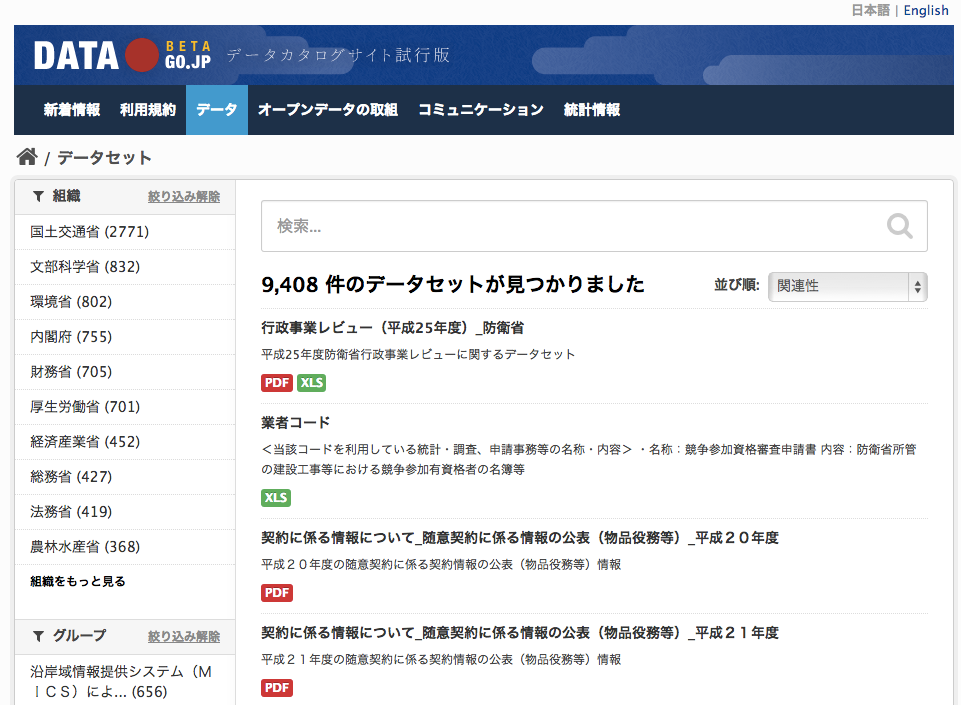 日本語 | English
DATA BETA GO.JP データカタログサイト試行版
新着情報 利用規約 データ オープンデータの取組 コミュニケーション 統計情報
/ データセット
組織 絞り込み解除
国土交通省 (2771)
文部科学省 (832)
環境省 (802)
内閣府 (755)
財務省 (705)
厚生労働省 (701)
経済産業省 (452)
総務省 (427)
法務省 (419)
農林水産省 (368)
組織をもっと見る
グループ 絞り込み解除
沿岸域情報提供システム（Ｍ
ＩＣＳ）によ... (656)
検索...
9,408 件のデータセットが見つかりました 並び順: 関連性
行政事業レビュー（平成25年度）_防衛省
平成25年度防衛省行政事業レビューに関するデータセット
PDF XLS
業者コード
＜当該コードを利用している統計・調査、申請事務等の名称・内容＞ ・名称：競争参加資格審査申請書 内容：防衛省所管
の建設工事等における競争参加有資格者の名簿等
XLS
契約に係る情報について_随意契約に係る情報の公表（物品役務等）_平成２０年度
平成２０年度の随意契約に係る契約情報の公表（物品役務等）情報
PDF
契約に係る情報について_随意契約に係る情報の公表（物品役務等）_平成２１年度
平成２１年度の随意契約に係る契約情報の公表（物品役務等）情報
PDF